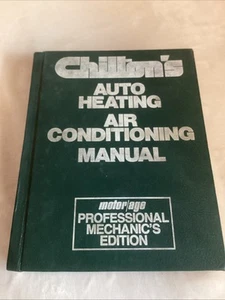 Chilton's
AUTO
HEATING
AIR
CONDITIONING
MANUAL
motor/age
PROFESSIONAL
MECHANIC'S
EDITION